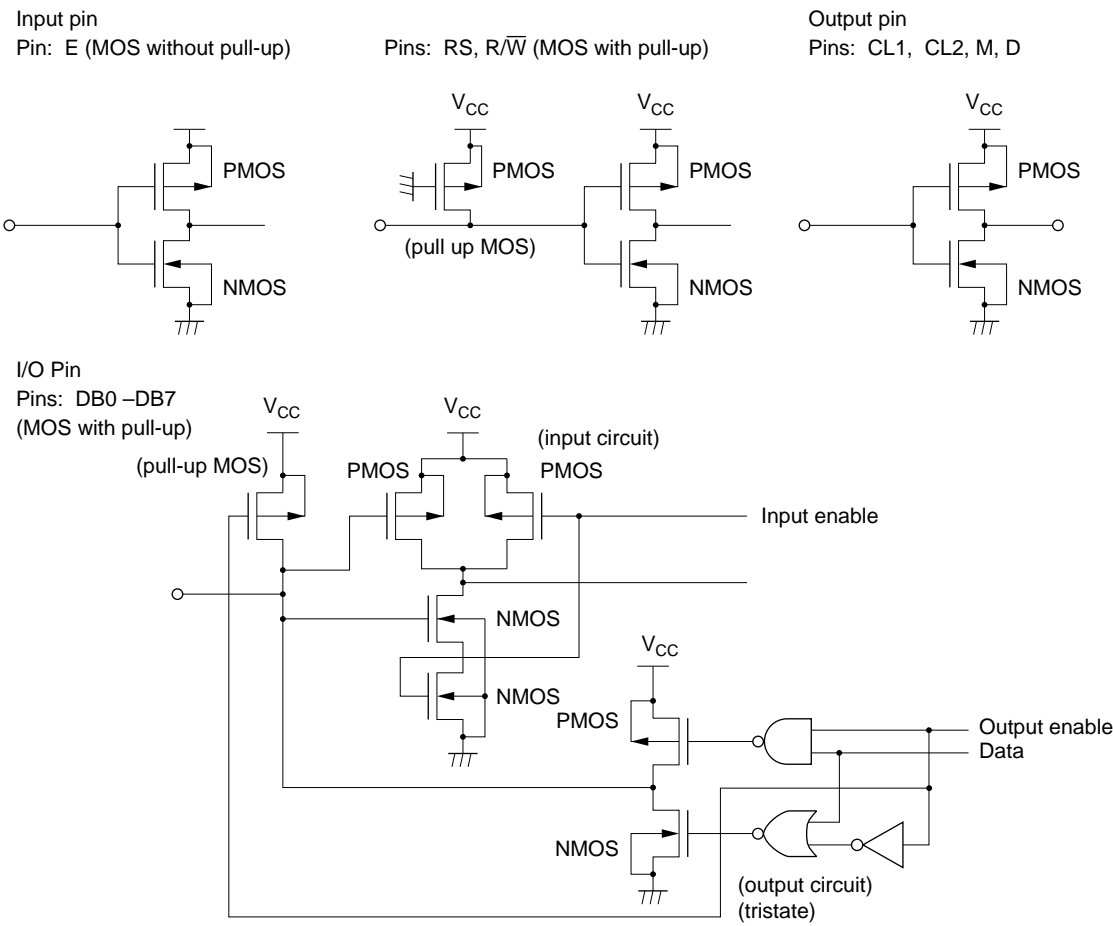 Input pin
Pin: E (MOS without pull-up)
Pins: RS, R/W̅ (MOS with pull-up)
Output pin
Pins: CL1, CL2, M, D
PMOS
NMOS
VCC
PMOS
(pull up MOS)
VCC
PMOS
NMOS
VCC
PMOS
NMOS
I/O Pin
Pins: DB0 –DB7
(MOS with pull-up)
VCC
(pull-up MOS)
VCC
(input circuit)
PMOS
PMOS
Input enable
NMOS
NMOS
VCC
PMOS
Output enable
Data
NMOS
(output circuit)
(tristate)